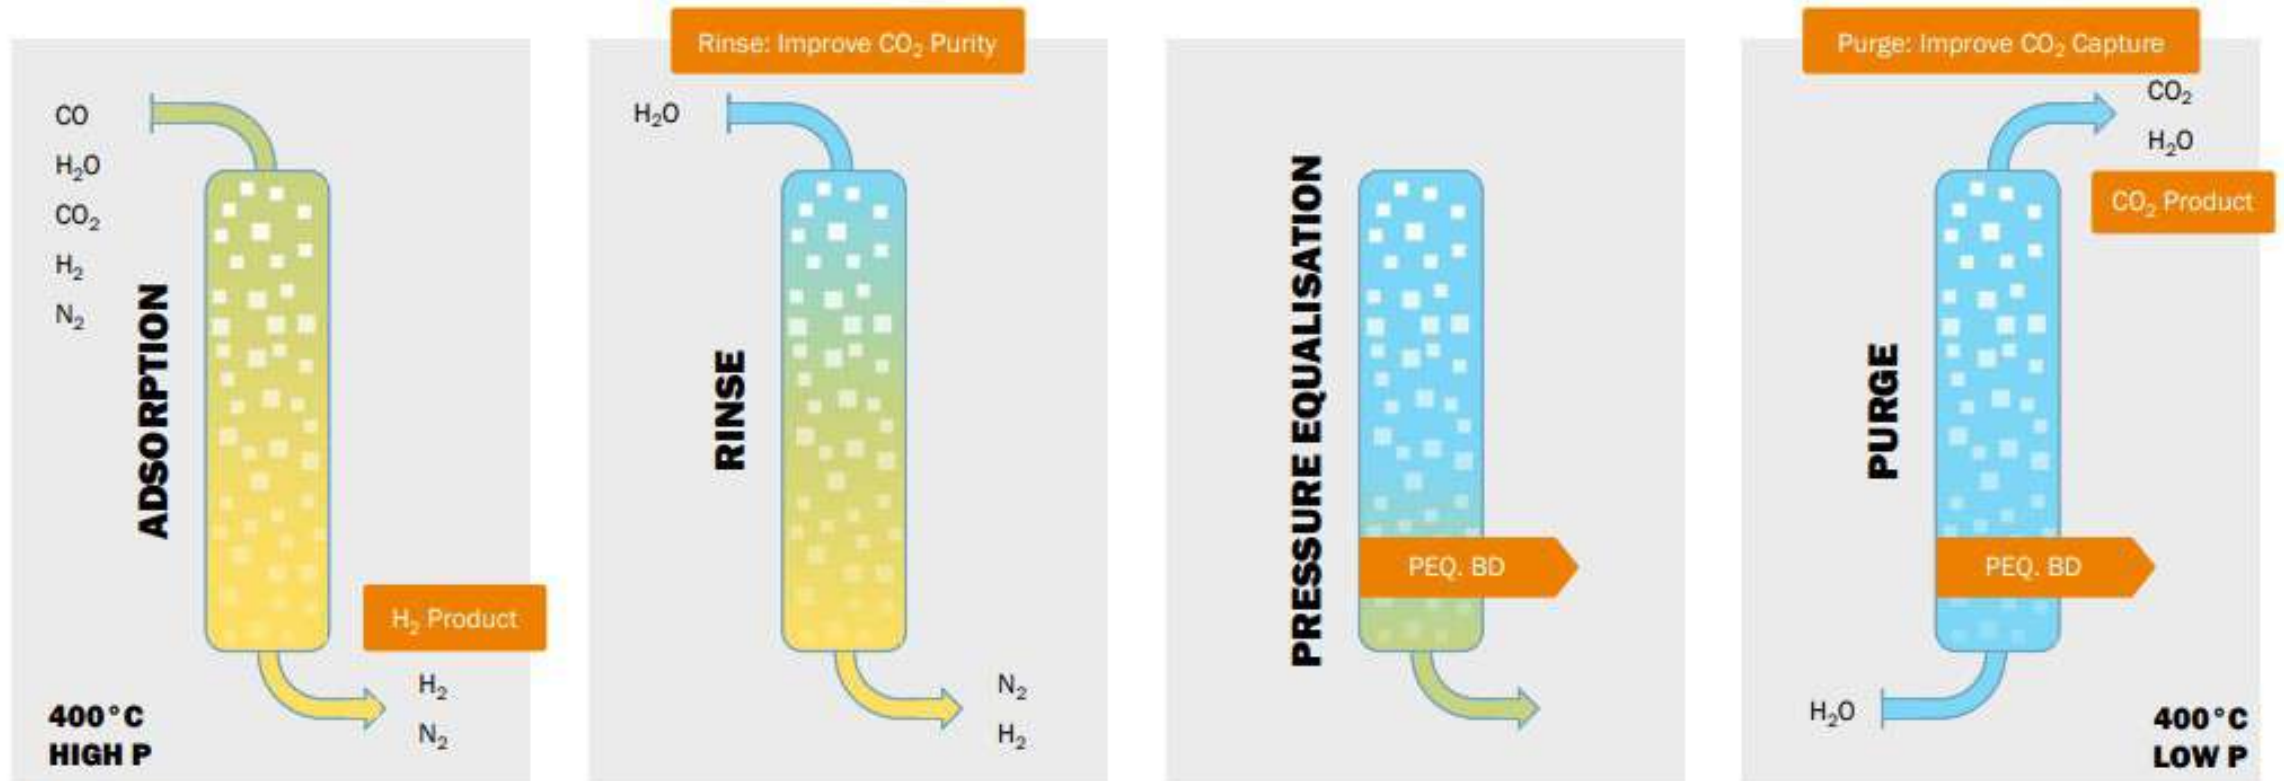 CO
H₂O
CO₂
H₂
N₂
ADSORPTION
H₂ Product
H₂
N₂
400°C
HIGH P
Rinse: Improve CO₂ Purity
H₂O
RINSE
N₂
H₂
PRESSURE EQUALISATION
PEQ. BD
Purge: Improve CO₂ Capture
CO₂
H₂O
CO₂ Product
PURGE
PEQ. BD
H₂O
400°C
LOW P